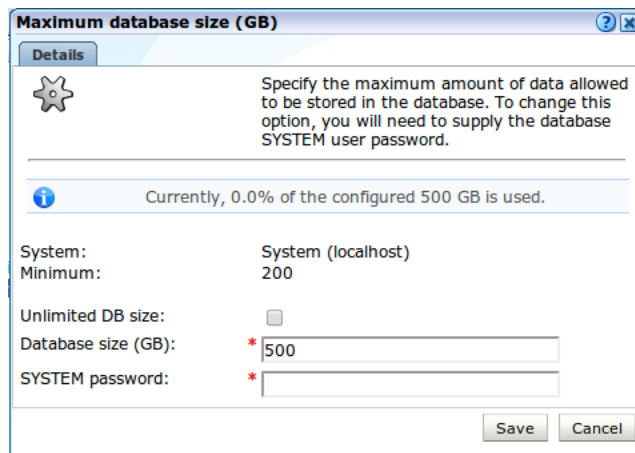 Maximum database size (GB)
Details
Specify the maximum amount of data allowed
to be stored in the database. To change this
option, you will need to supply the database
SYSTEM user password.
Currently, 0.0% of the configured 500 GB is used.
System: System (localhost)
Minimum: 200
Unlimited DB size:
Database size (GB): * 500
SYSTEM password: *
Save Cancel